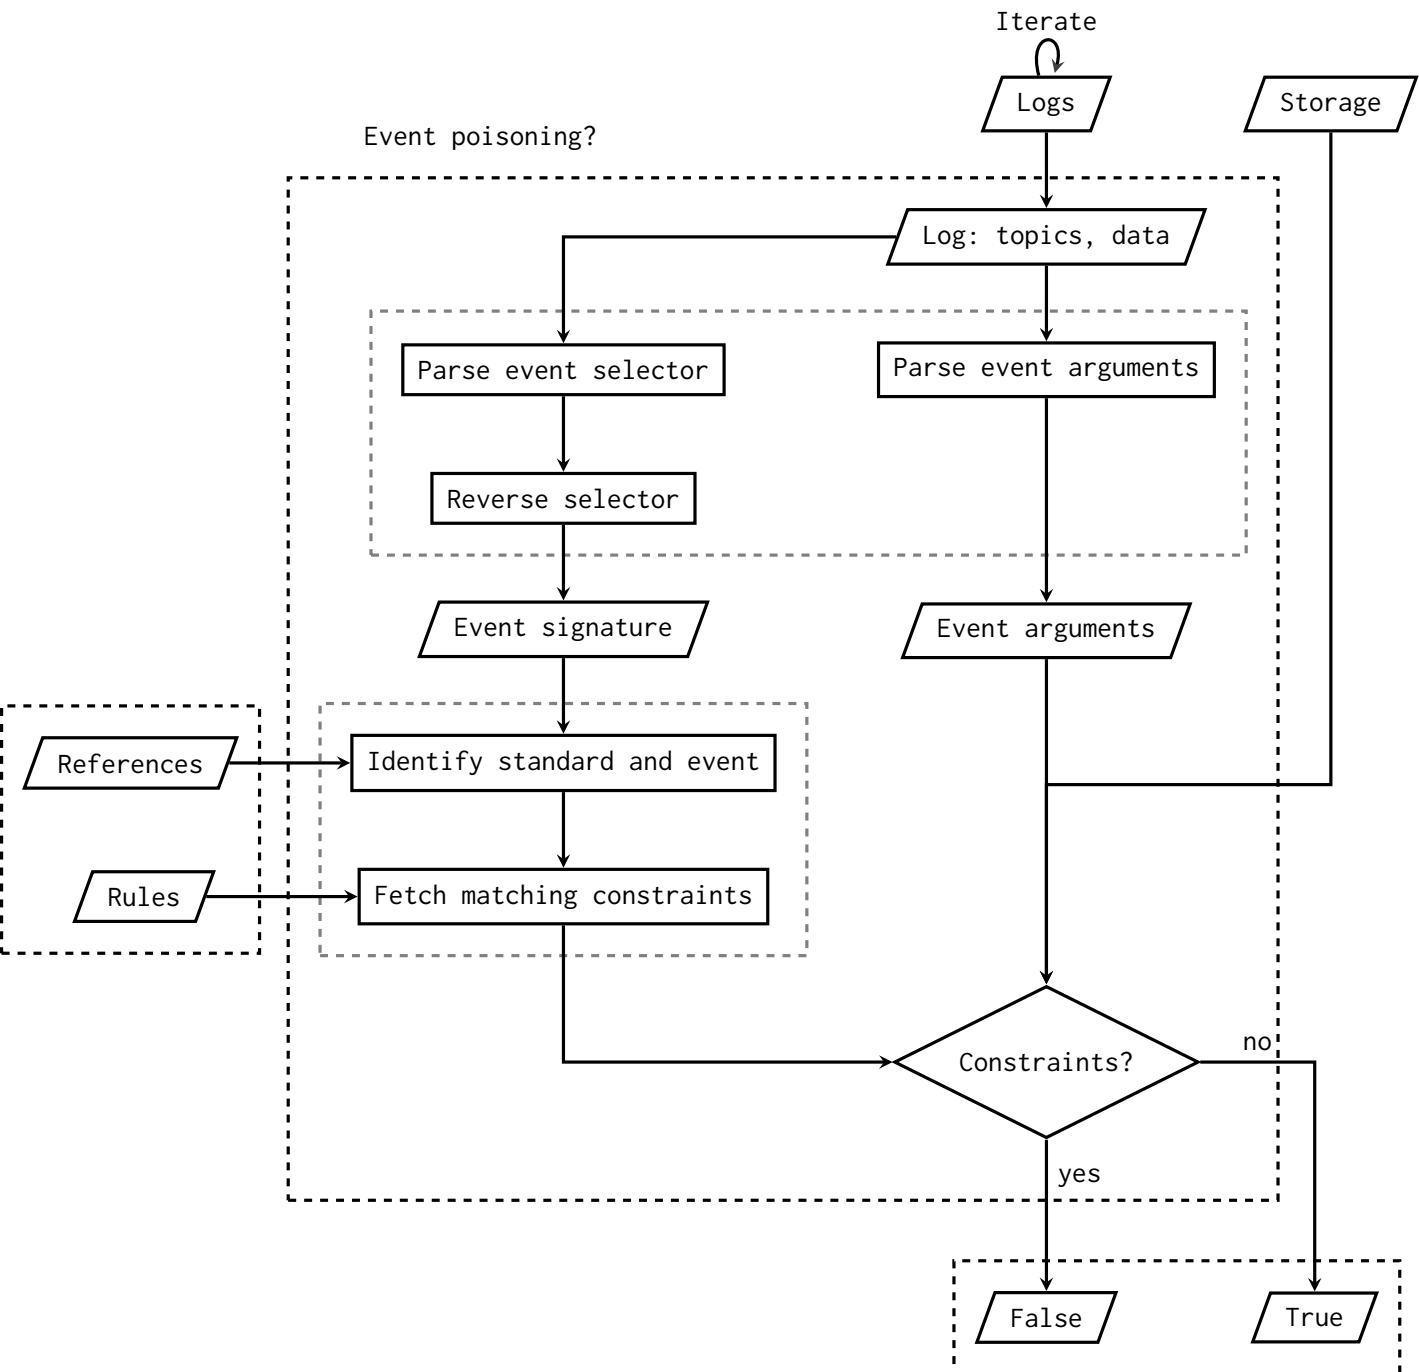 Iterate
Logs
Storage
Event poisoning?
Log: topics, data
Parse event selector
Parse event arguments
Reverse selector
Event signature
Event arguments
References
Identify standard and event
Rules
Fetch matching constraints
Constraints?
no
yes
False
True